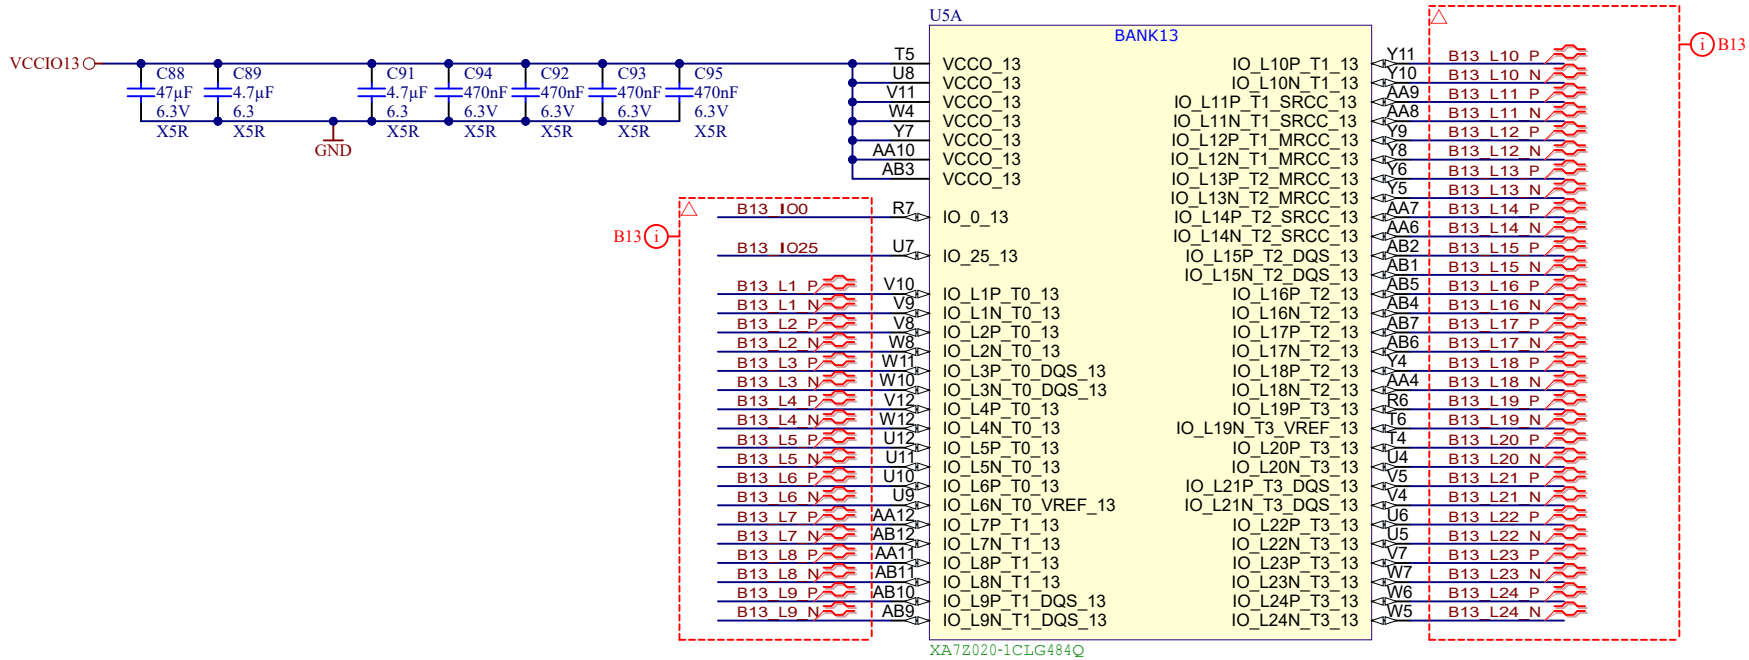 U5A
BANK13
VCCIO13
C88
47µF
6.3V
X5R
C89
4.7µF
6.3V
X5R
GND
C91
4.7µF
6.3
X5R
C94
470nF
6.3V
X5R
C92
470nF
6.3V
X5R
C93
470nF
6.3V
X5R
C95
470nF
6.3V
X5R
T5 VCCO_13
U8 VCCO_13
V11 VCCO_13
W4 VCCO_13
Y7 VCCO_13
AA10 VCCO_13
AB3 VCCO_13
B13 i
B13_IO0 R7 IO_0_13
B13_IO25 U7 IO_25_13
B13_L1_P V10 IO_L1P_T0_13
B13_L1_N V9 IO_L1N_T0_13
B13_L2_P V8 IO_L2P_T0_13
B13_L2_N W8 IO_L2N_T0_13
B13_L3_P W11 IO_L3P_T0_DQS_13
B13_L3_N W10 IO_L3N_T0_DQS_13
B13_L4_P V12 IO_L4P_T0_13
B13_L4_N W12 IO_L4N_T0_13
B13_L5_P U12 IO_L5P_T0_13
B13_L5_N U11 IO_L5N_T0_13
B13_L6_P U10 IO_L6P_T0_13
B13_L6_N U9 IO_L6N_T0_VREF_13
B13_L7_P AA12 IO_L7P_T1_13
B13_L7_N AB12 IO_L7N_T1_13
B13_L8_P AA11 IO_L8P_T1_13
B13_L8_N AB11 IO_L8N_T1_13
B13_L9_P AB10 IO_L9P_T1_DQS_13
B13_L9_N AB9 IO_L9N_T1_DQS_13
IO_L10P_T1_13 Y11 B13_L10_P
IO_L10N_T1_13 Y10 B13_L10_N
IO_L11P_T1_SRCC_13 AA9 B13_L11_P
IO_L11N_T1_SRCC_13 AA8 B13_L11_N
IO_L12P_T1_MRCC_13 Y9 B13_L12_P
IO_L12N_T1_MRCC_13 Y8 B13_L12_N
IO_L13P_T2_MRCC_13 Y6 B13_L13_P
IO_L13N_T2_MRCC_13 Y5 B13_L13_N
IO_L14P_T2_SRCC_13 AA7 B13_L14_P
IO_L14N_T2_SRCC_13 AA6 B13_L14_N
IO_L15P_T2_DQS_13 AB2 B13_L15_P
IO_L15N_T2_DQS_13 AB1 B13_L15_N
IO_L16P_T2_13 AB5 B13_L16_P
IO_L16N_T2_13 AB4 B13_L16_N
IO_L17P_T2_13 AB7 B13_L17_P
IO_L17N_T2_13 AB6 B13_L17_N
IO_L18P_T2_13 Y4 B13_L18_P
IO_L18N_T2_13 AA4 B13_L18_N
IO_L19P_T3_13 R6 B13_L19_P
IO_L19N_T3_VREF_13 T6 B13_L19_N
IO_L20P_T3_13 T4 B13_L20_P
IO_L20N_T3_13 U4 B13_L20_N
IO_L21P_T3_DQS_13 V5 B13_L21_P
IO_L21N_T3_DQS_13 V4 B13_L21_N
IO_L22P_T3_13 U6 B13_L22_P
IO_L22N_T3_13 U5 B13_L22_N
IO_L23P_T3_13 V7 B13_L23_P
IO_L23N_T3_13 W7 B13_L23_N
IO_L24P_T3_13 W6 B13_L24_P
IO_L24N_T3_13 W5 B13_L24_N
i B13
XA7Z020-1CLG484Q